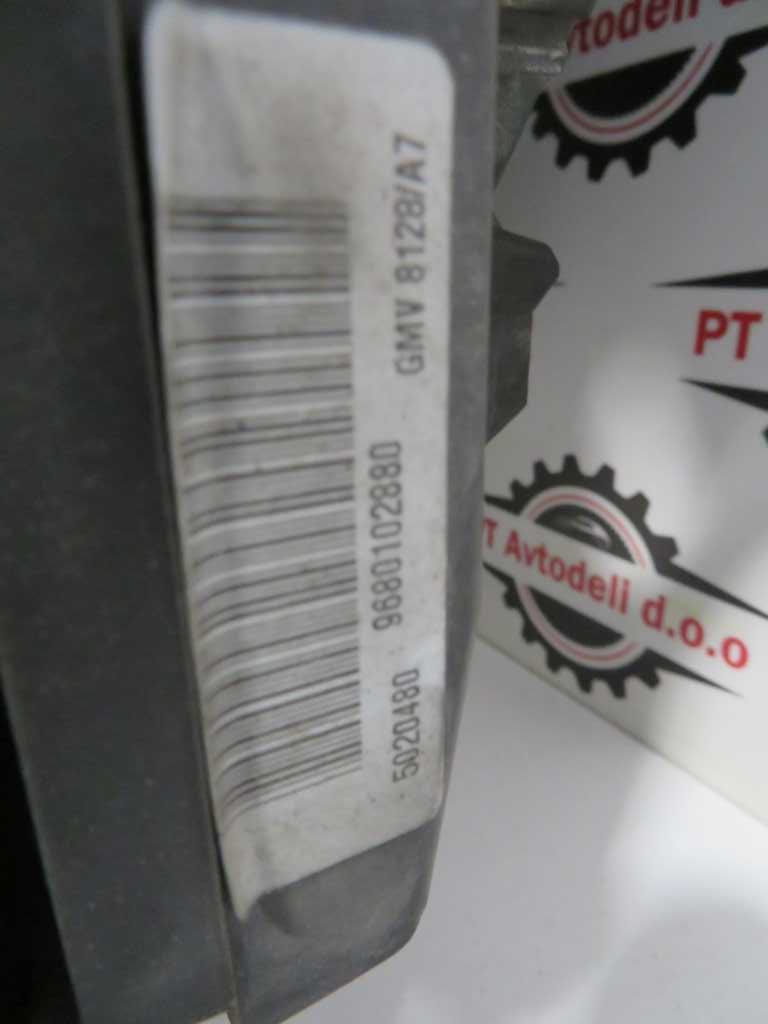 5020480 9680102880 GMV 8128/A7
Avtodeli d.
PT
PT Avtodeli d.o.o